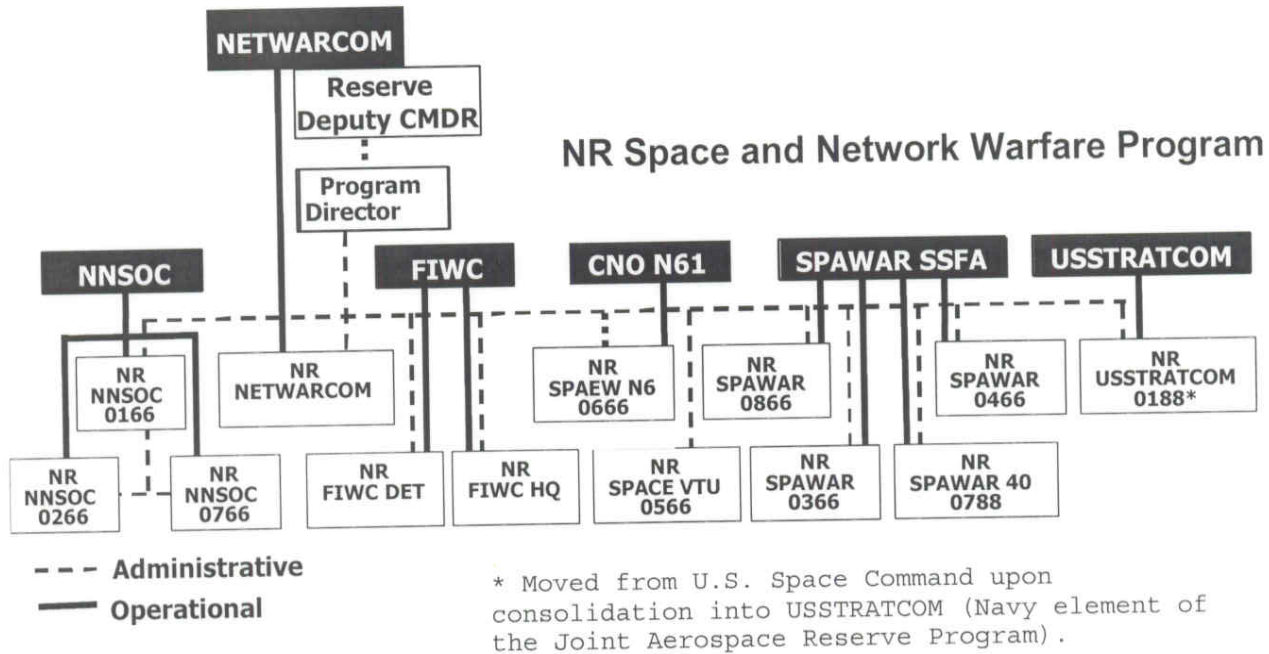 NETWARCOM
Reserve
Deputy CMDR
NR Space and Network Warfare Program
Program
Director
NNSOC
FIWC
CNO N61
SPAWAR SSFA
USSTRATCOM
NR
NNSOC
0166
NR
NETWARCOM
NR
SPAEW N6
0666
NR
SPAWAR
0866
NR
SPAWAR
0466
NR
USSTRATCOM
0188*
NR
NNSOC
0266
NR
NNSOC
0766
NR
FIWC DET
NR
FIWC HQ
NR
SPACE VTU
0566
NR
SPAWAR
0366
NR
SPAWAR 40
0788
Administrative
Operational
* Moved from U.S. Space Command upon
consolidation into USSTRATCOM (Navy element of
the Joint Aerospace Reserve Program).